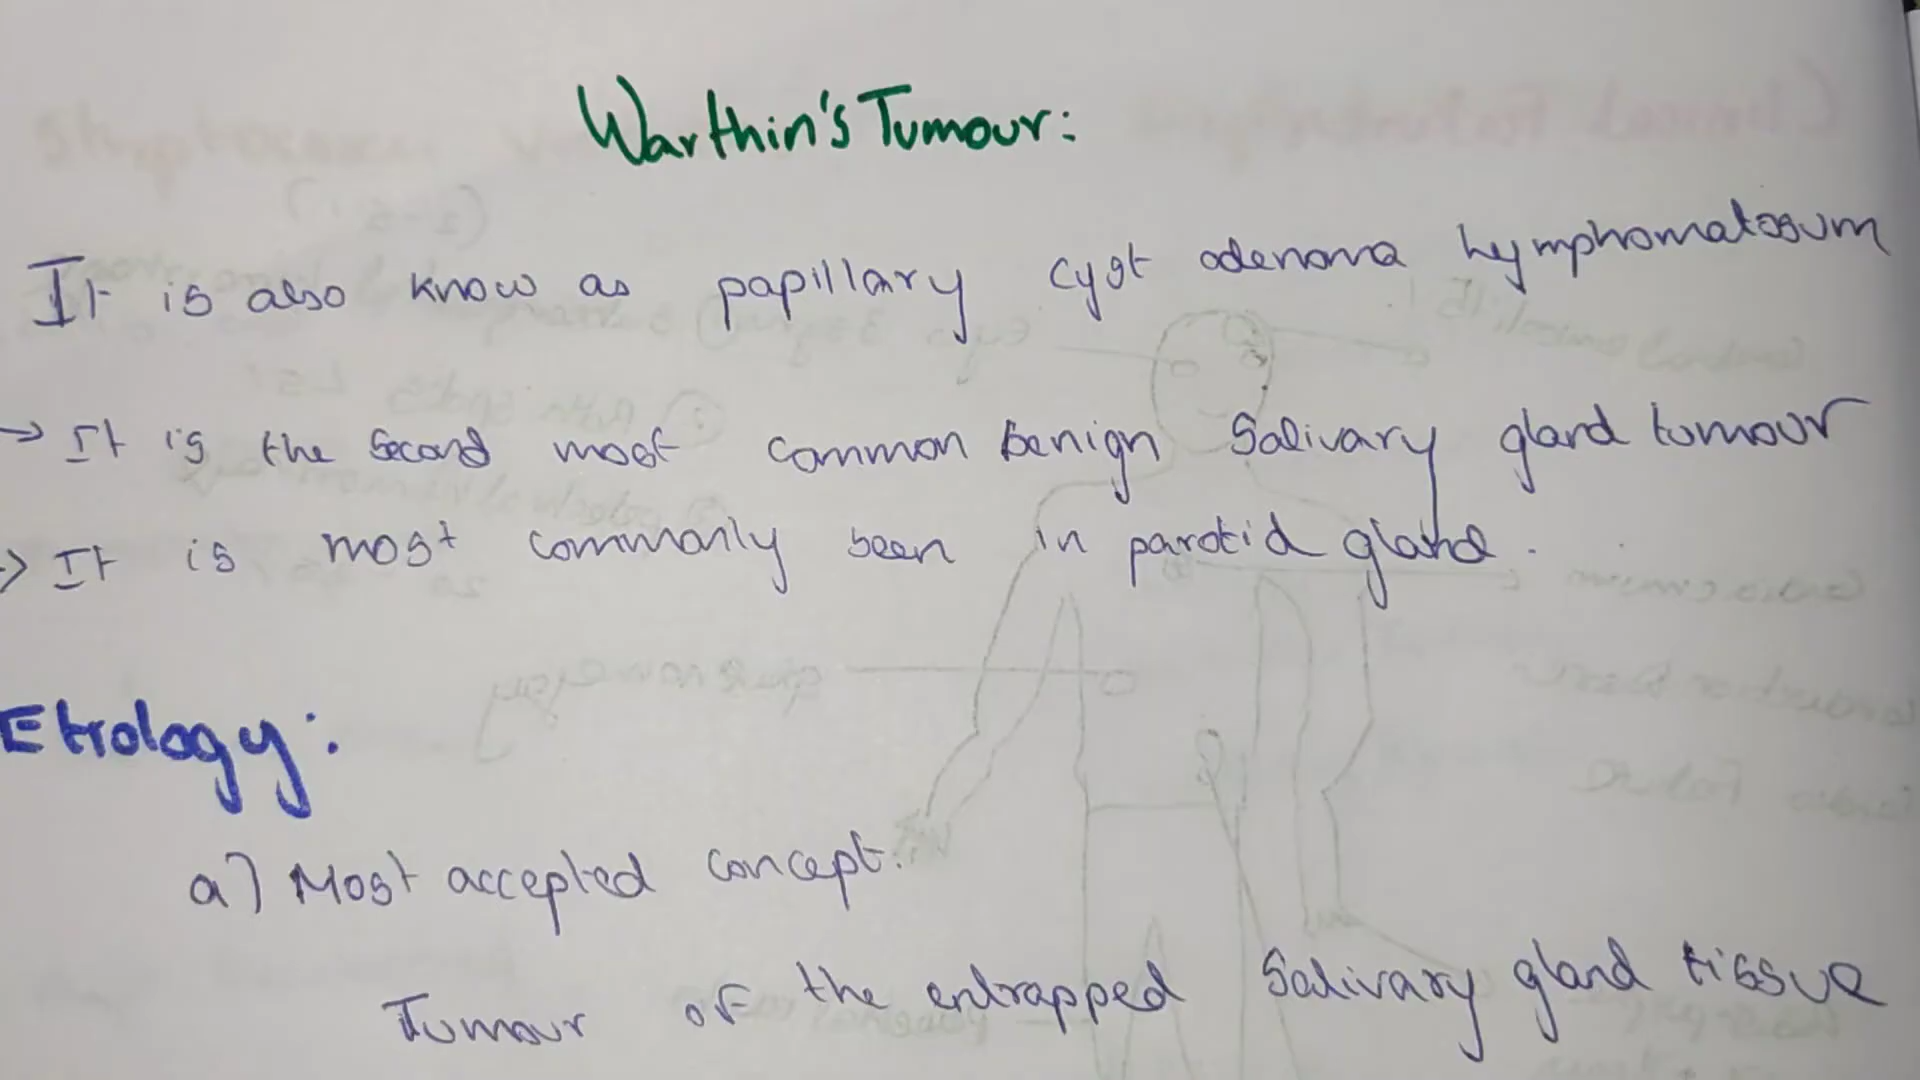 Warthin's Tumour:
It is also know as papillary cyst adenoma lymphomatosum
→ It is the second most common benign salivary gland tumour
→ It is most commonly seen in parotid gland.
Etiology:
a) Most accepted concept:
Tumour of the entrapped salivary gland tissue